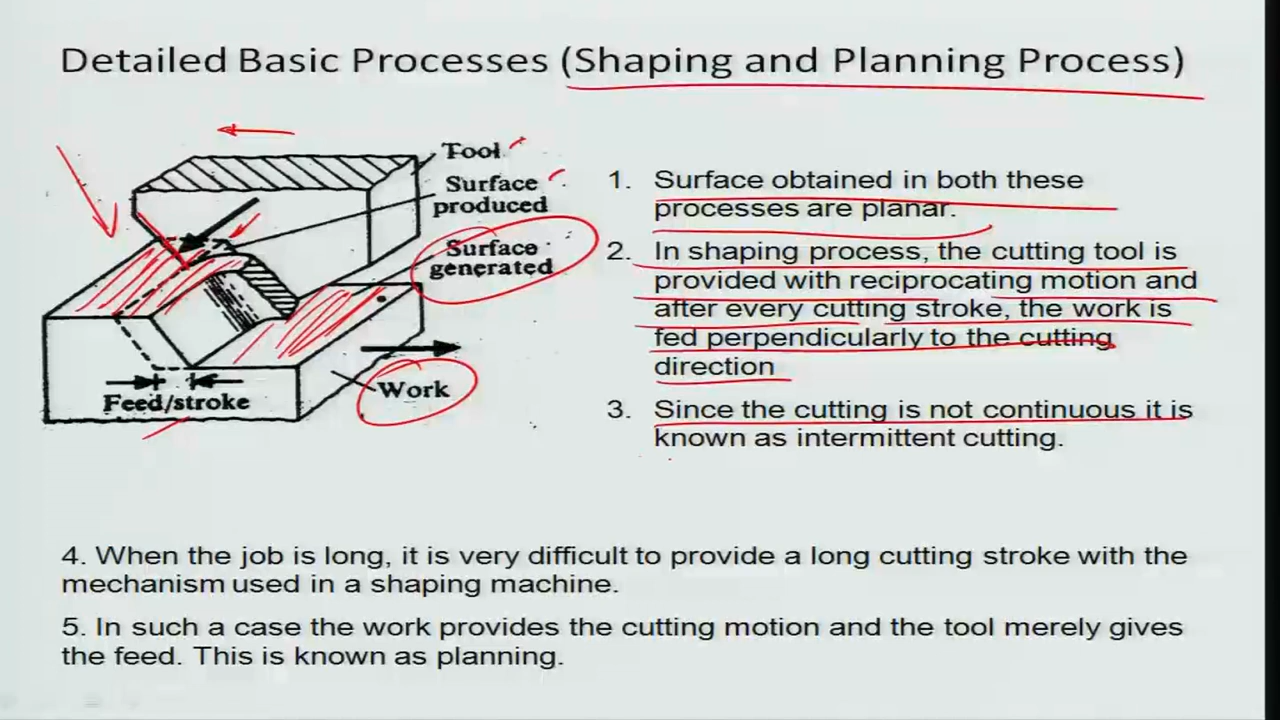 Detailed Basic Processes (Shaping and Planning Process)
Tool
Surface
produced
Surface
generated
Work
Feed/stroke
1. Surface obtained in both these
processes are planar.
2. In shaping process, the cutting tool is
provided with reciprocating motion and
after every cutting stroke, the work is
fed perpendicularly to the cutting
direction
3. Since the cutting is not continuous it is
known as intermittent cutting.
4. When the job is long, it is very difficult to provide a long cutting stroke with the
mechanism used in a shaping machine.
5. In such a case the work provides the cutting motion and the tool merely gives
the feed. This is known as planning.